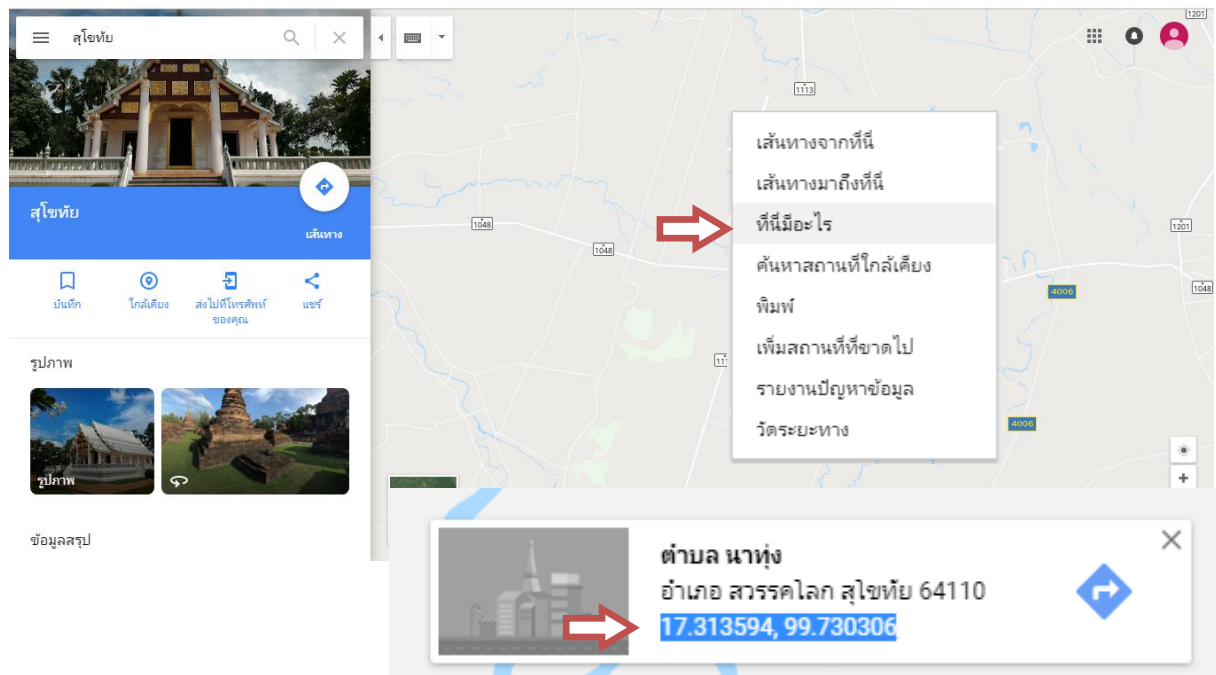 สุโขทัย
สุโขทัย
เส้นทาง
บันทึก
ใกล้เคียง
ส่งไปที่โทรศัพท์
ของคุณ
แชร์
รูปภาพ
รูปภาพ
ข้อมูลสรุป
1201
1113
1048
1048
1201
4006
1048
4006
เส้นทางจากที่นี่
เส้นทางมาถึงที่นี่
ที่นี่มีอะไร
ค้นหาสถานที่ใกล้เคียง
พิมพ์
เพิ่มสถานที่ที่ขาดไป
รายงานปัญหาข้อมูล
วัดระยะทาง
ตำบล นาทุ่ง
อำเภอ สวรรคโลก สุโขทัย 64110
17.313594, 99.730306